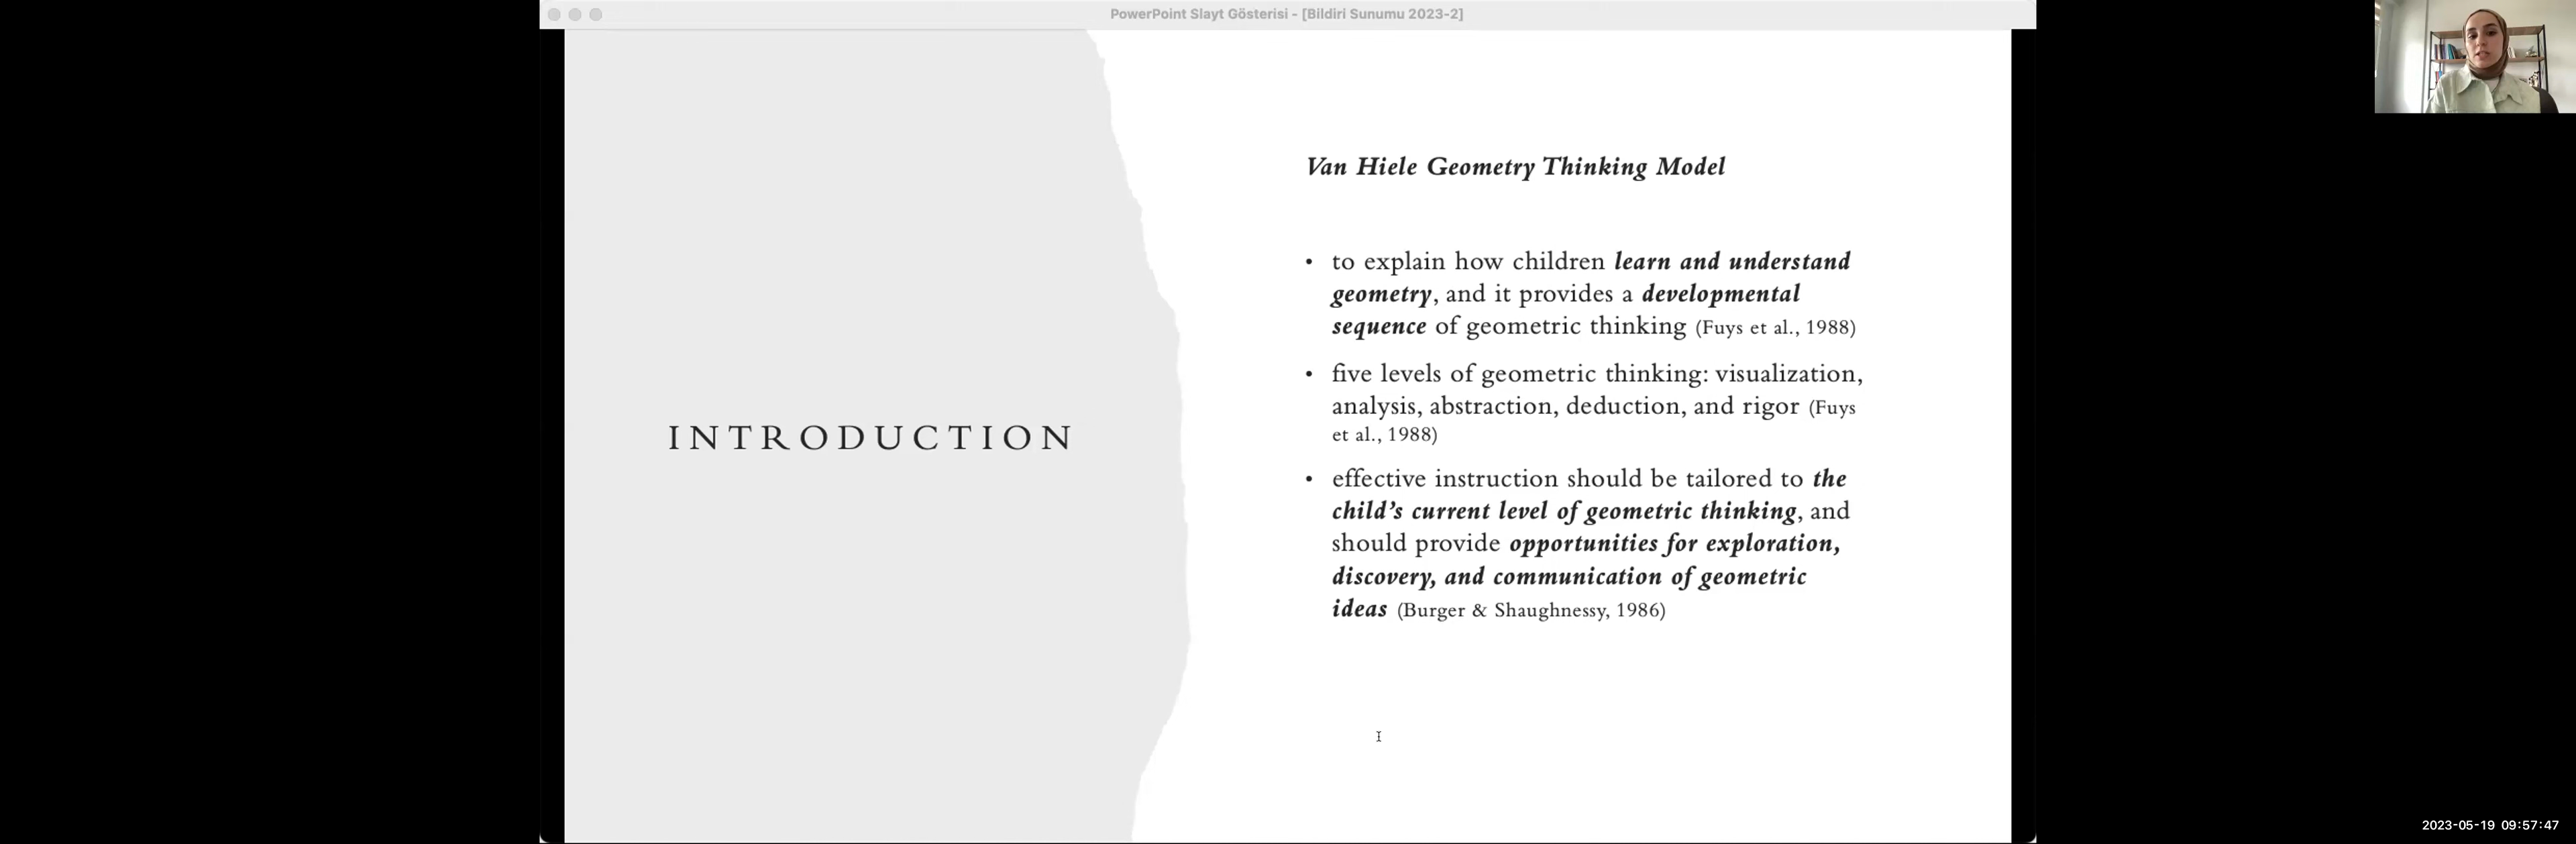 PowerPoint Slayt Gösterisi - [Bildiri Sunumu 2023-2]
INTRODUCTION
Van Hiele Geometry Thinking Model
• to explain how children learn and understand
geometry, and it provides a developmental
sequence of geometric thinking (Fuys et al., 1988)
• five levels of geometric thinking: visualization,
analysis, abstraction, deduction, and rigor (Fuys
et al., 1988)
• effective instruction should be tailored to the
child’s current level of geometric thinking, and
should provide opportunities for exploration,
discovery, and communication of geometric
ideas (Burger & Shaughnessy, 1986)
2023-05-19 09:57:47